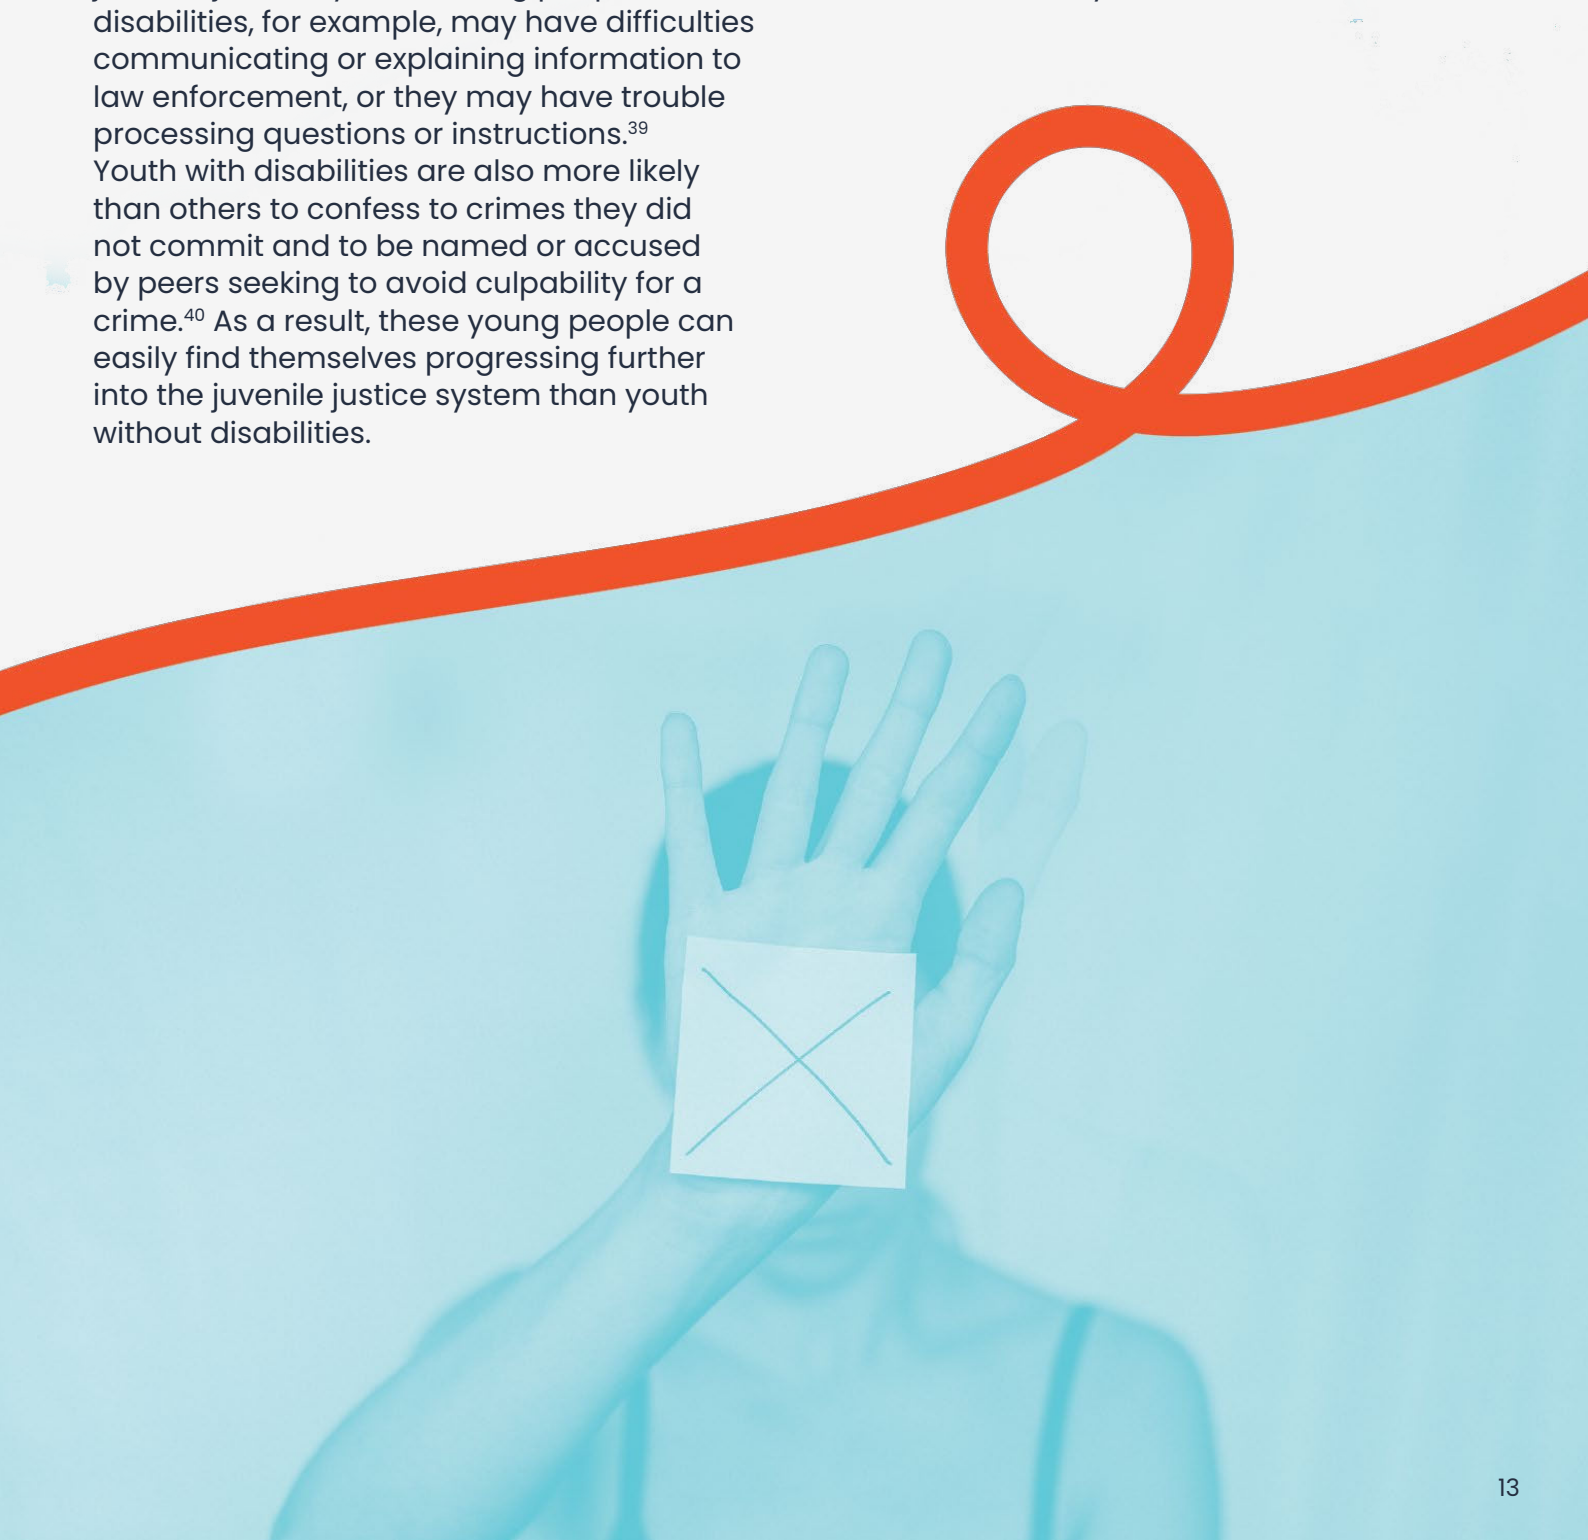 disabilities, for example, may have difficulties
communicating or explaining information to
law enforcement, or they may have trouble
processing questions or instructions.39
Youth with disabilities are also more likely
than others to confess to crimes they did
not commit and to be named or accused
by peers seeking to avoid culpability for a
crime.40 As a result, these young people can
easily find themselves progressing further
into the juvenile justice system than youth
without disabilities.
13